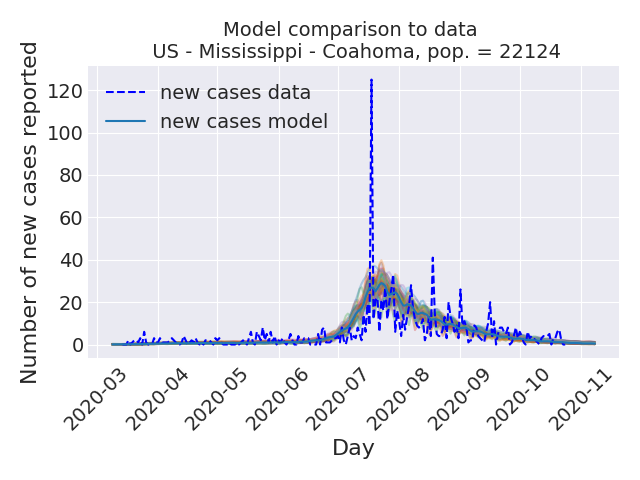 Model comparison to data
US - Mississippi - Coahoma, pop. = 22124
Number of new cases reported
120
100
80
60
40
20
0
new cases data
new cases model
2020-03
2020-04
2020-05
2020-06
2020-07
2020-08
2020-09
2020-10
2020-11
Day